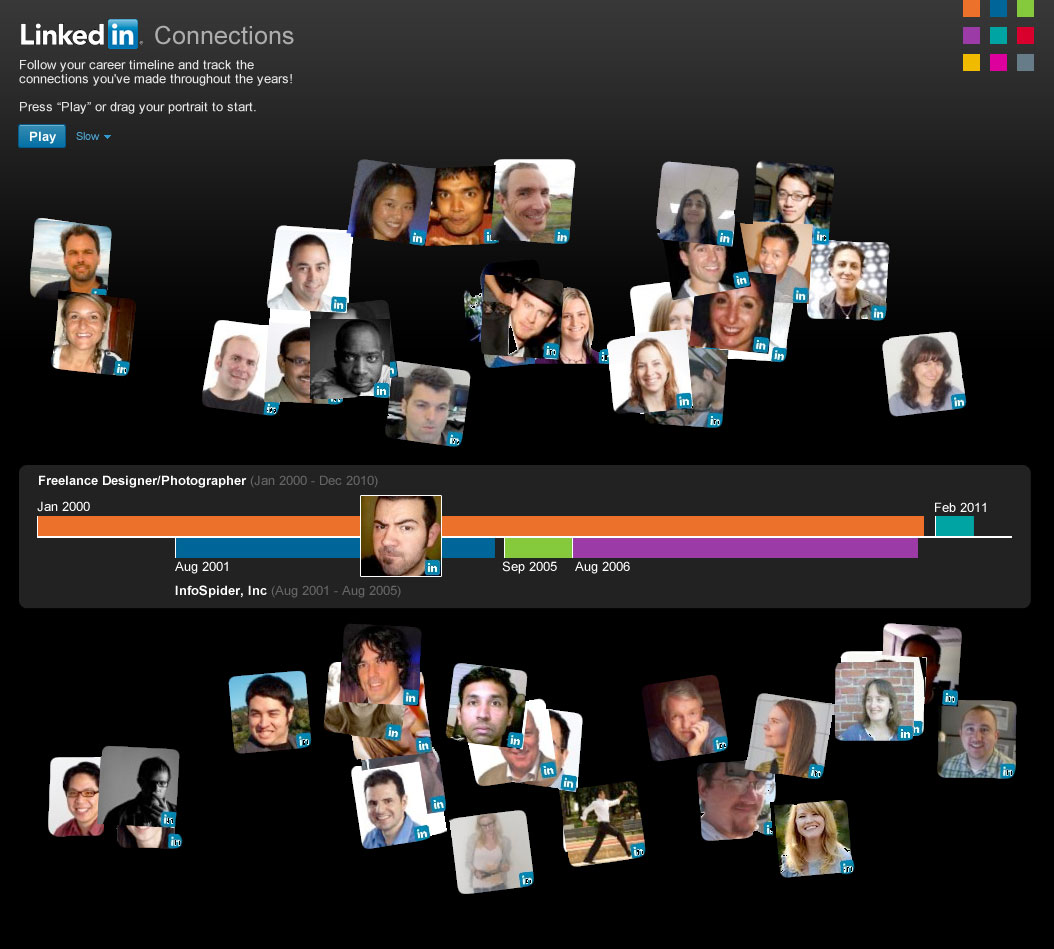 Linked in Connections
Follow your career timeline and track the
connections you've made throughout the years!
Press “Play” or drag your portrait to start.
Play Slow
Freelance Designer/Photographer (Jan 2000 - Dec 2010)
Jan 2000
Feb 2011
Aug 2001
Sep 2005
Aug 2006
InfoSpider, Inc (Aug 2001 - Aug 2005)